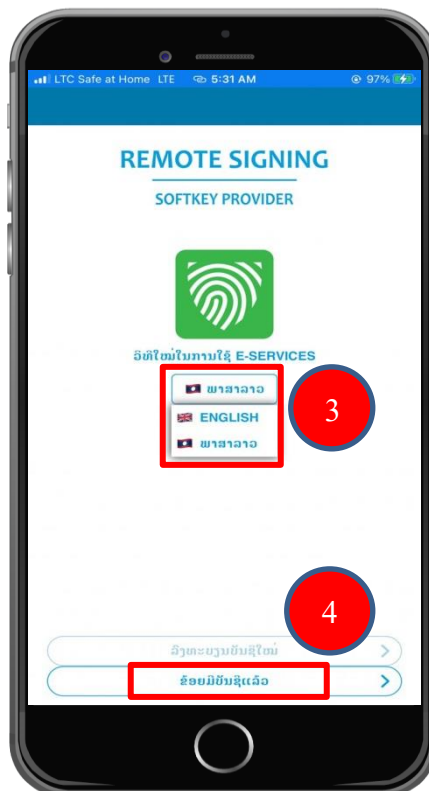 LTC Safe at Home LTE 5:31 AM 97%
REMOTE SIGNING
SOFTKEY PROVIDER
ວິທີໃໝ່ໃນການໃຊ້ E-SERVICES
ພາສາລາວ
ENGLISH
ພາສາລາວ
3
4
ລົງທະບຽນບັນຊີໃໝ່
ຂ້ອຍມີບັນຊີແລ້ວ